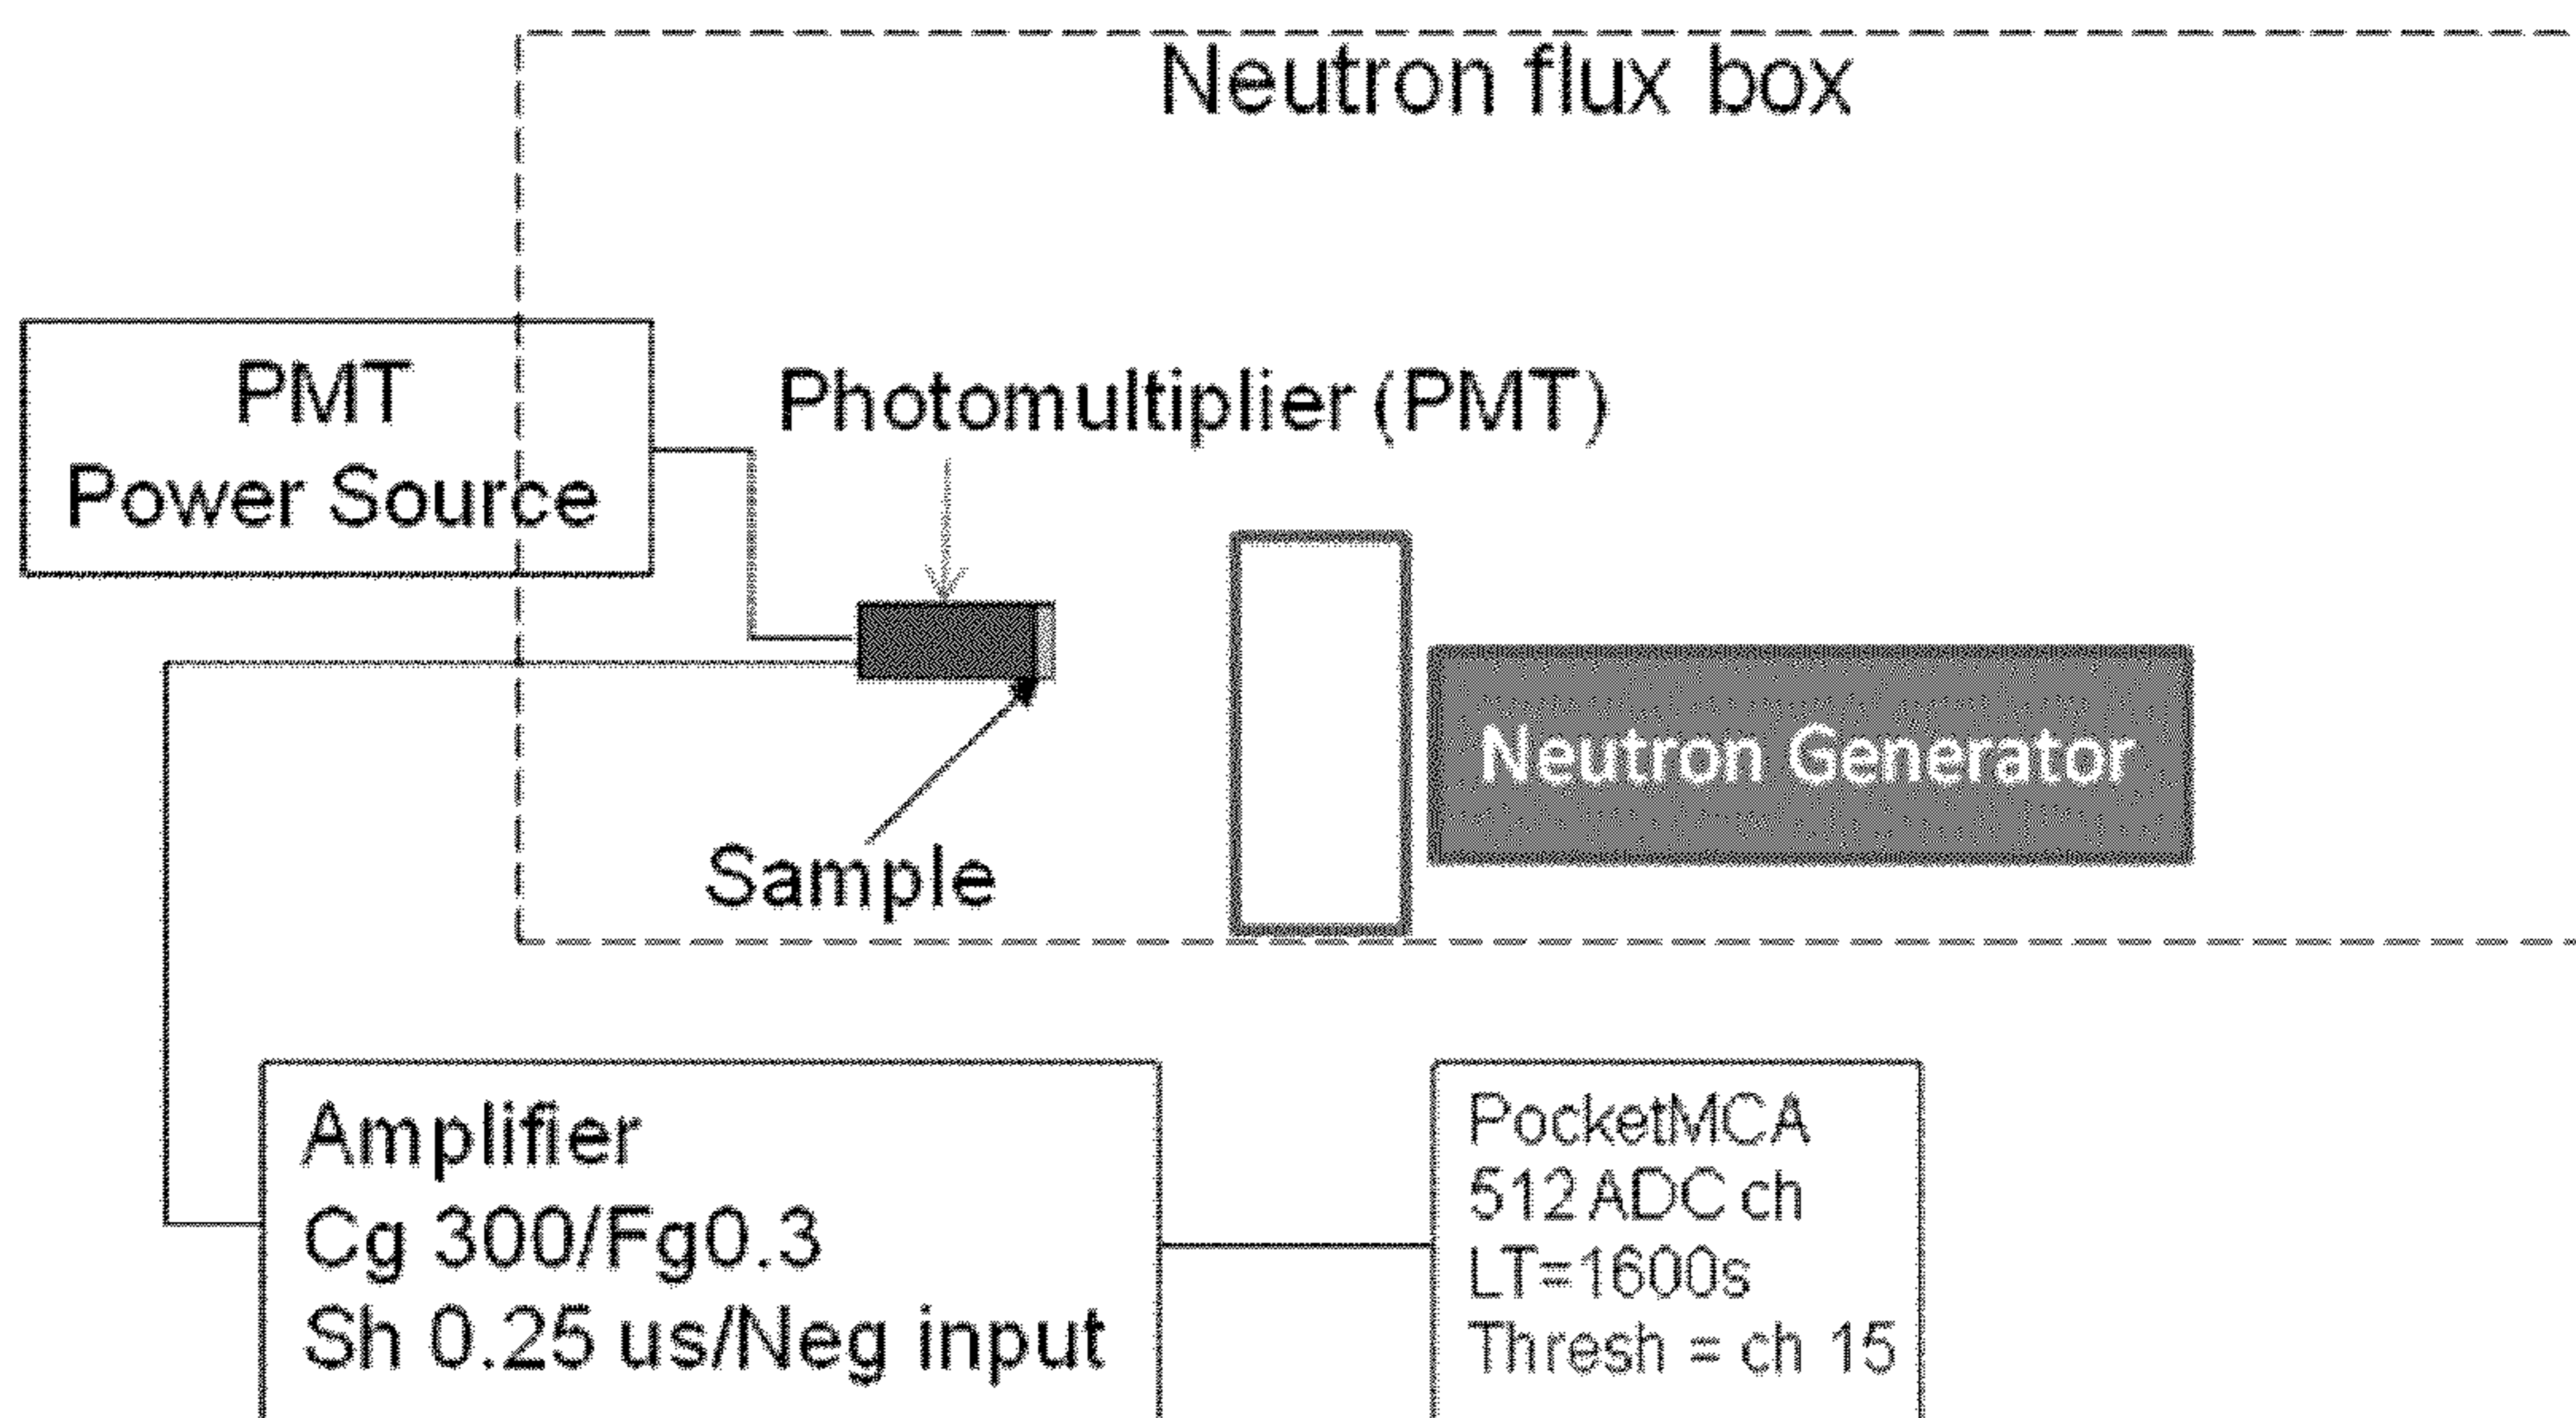 Neutron flux box
PMT
Power Source
Photomultiplier (PMT)
Neutron Generator
Sample
Amplifier
Cg 300/Fg0.3
Sh 0.25 us/Neg input
PocketMCA
512 ADC ch
LT=1600s
Thresh = ch 15